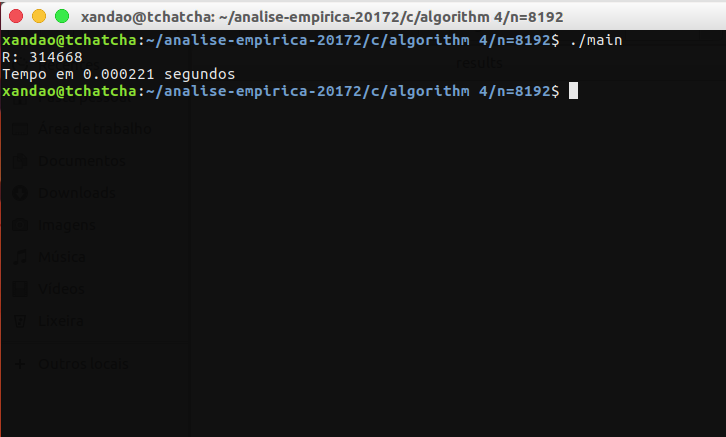 xandao@tchatcha: ~/analise-empirica-20172/c/algorithm 4/n=8192
xandao@tchatcha:~/analise-empirica-20172/c/algorithm 4/n=8192$ ./main
R: 314668
Tempo em 0.000221 segundos
xandao@tchatcha:~/analise-empirica-20172/c/algorithm 4/n=8192$
results
Área de trabalho
Documentos
Downloads
Imagens
Música
Vídeos
Lixeira
+ Outros locais